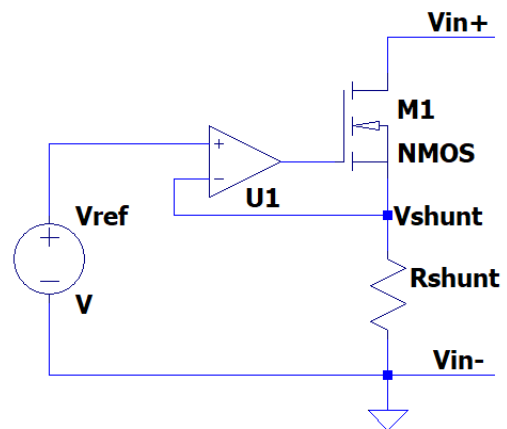 Vin+
M1
NMOS
+
−
U1
Vref
Vshunt
+
−
Rshunt
V
Vin-